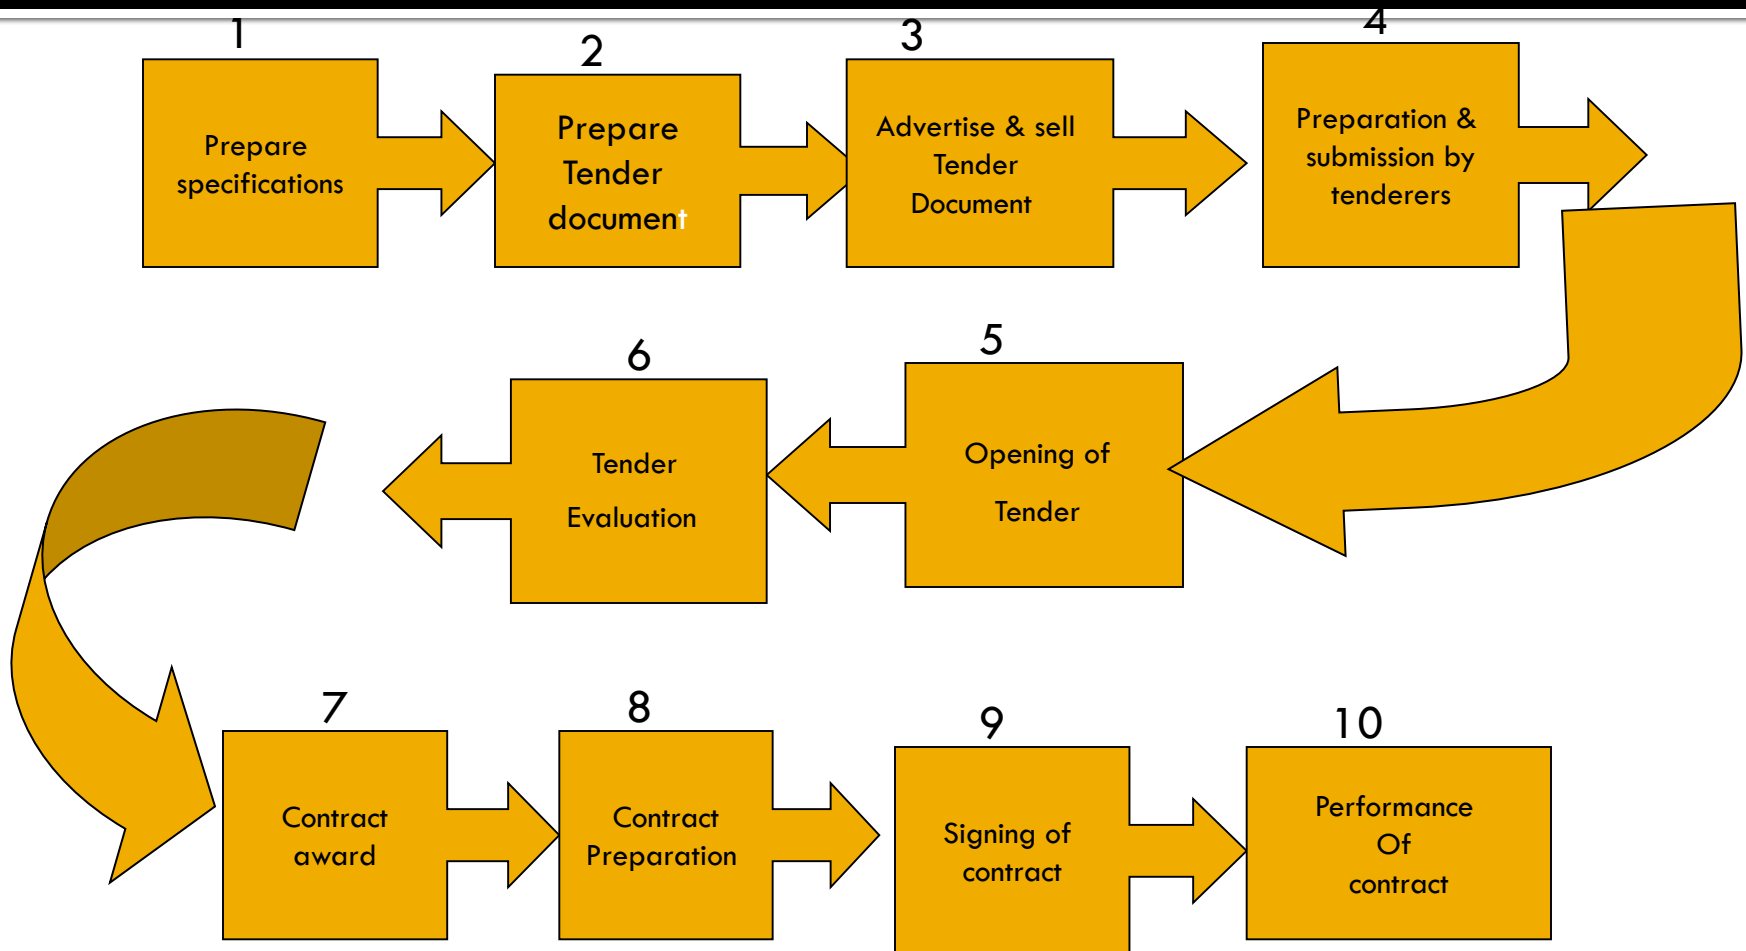 1
Prepare
specifications
2
Prepare
Tender
document
3
Advertise & sell
Tender
Document
4
Preparation &
submission by
tenderers
5
Opening of
Tender
6
Tender
Evaluation
7
Contract
award
8
Contract
Preparation
9
Signing of
contract
10
Performance
Of
contract